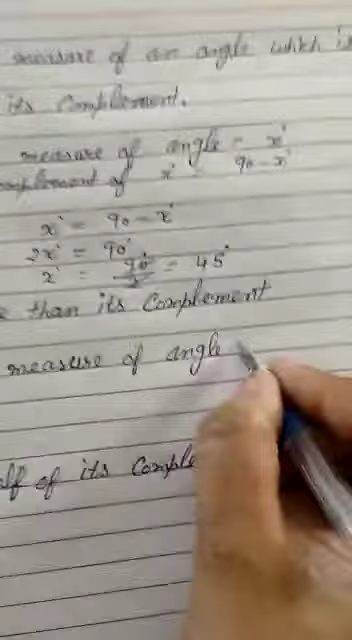 measure of an angle which is
its Complement.
measure of angle = x°
complement of x° = 90 - x°
x° = 90 - x°
2x° = 90°
x° = 90°/2 = 45°
than its Complement
measure of angle
of its Comple